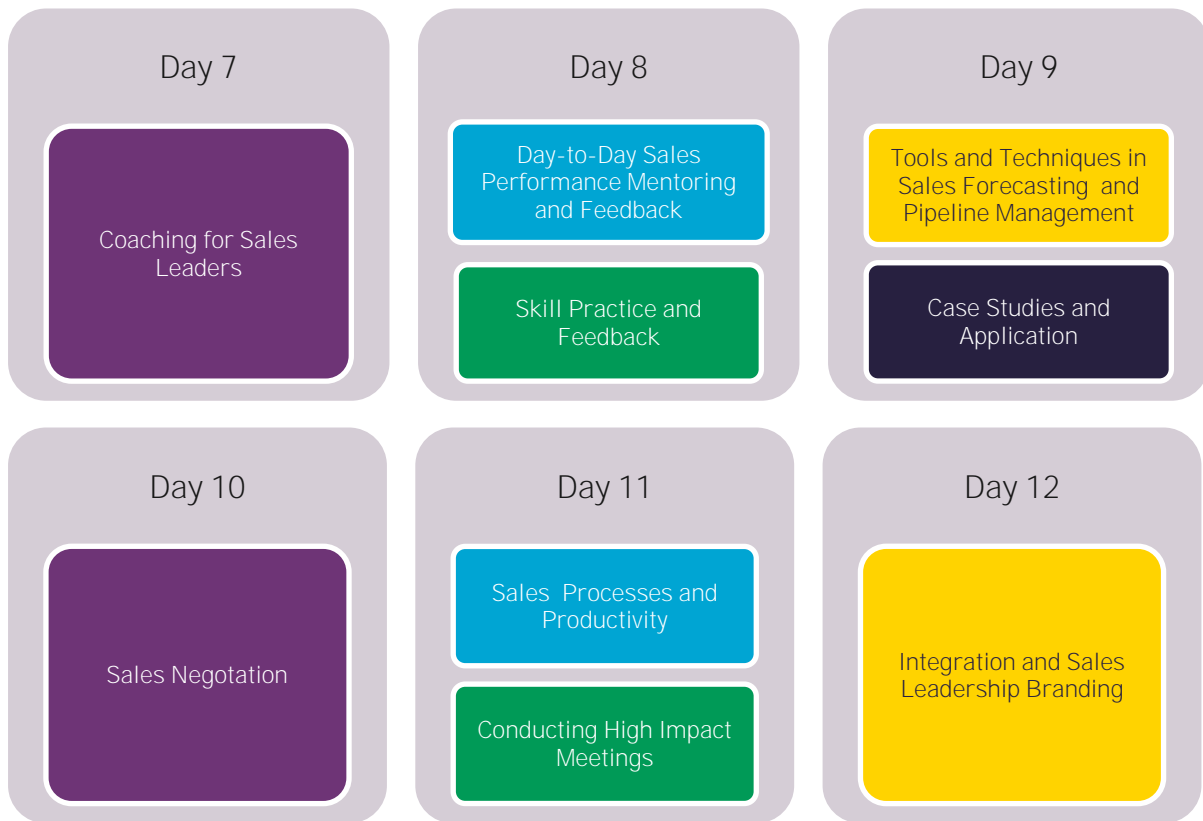 Day 7
Coaching for Sales
Leaders
Day 8
Day-to-Day Sales
Performance Mentoring
and Feedback
Skill Practice and
Feedback
Day 9
Tools and Techniques in
Sales Forecasting  and
Pipeline Management
Case Studies and
Application
Day 10
Sales Negotation
Day 11
Sales  Processes and
Productivity
Conducting High Impact
Meetings
Day 12
Integration and Sales
Leadership Branding